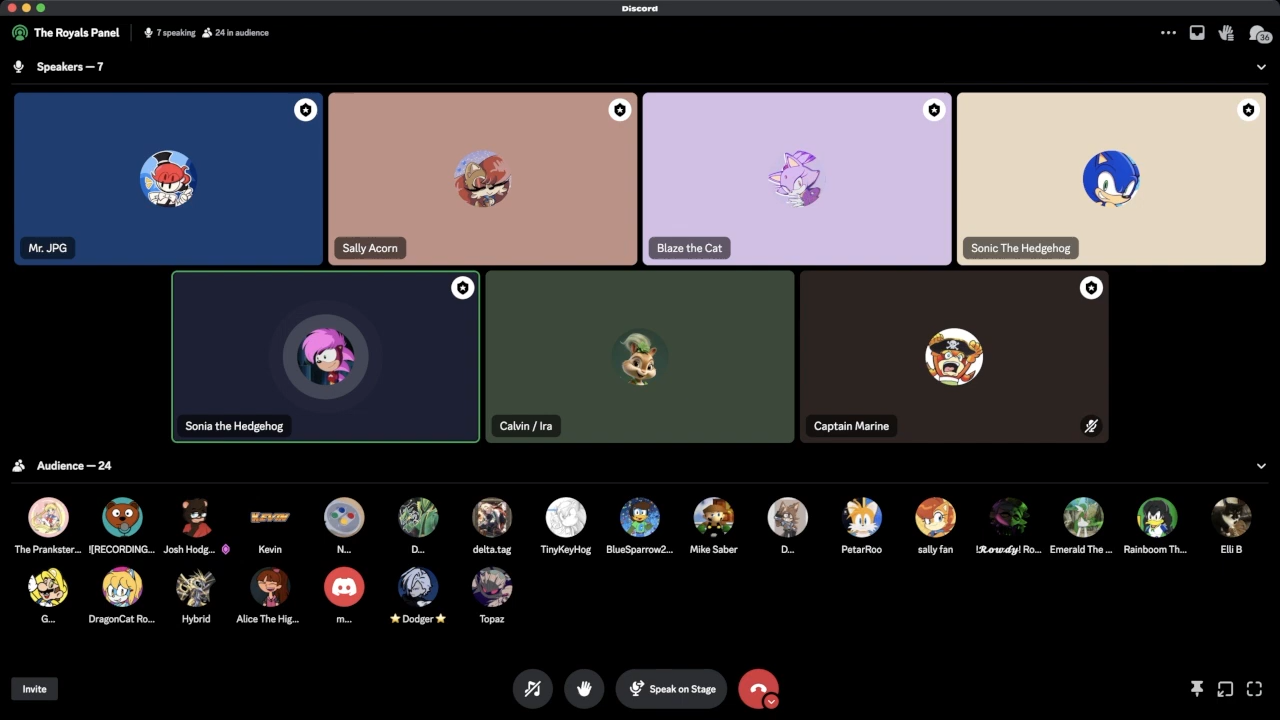 Discord
The Royals Panel
7 speaking
24 in audience
36
Speakers — 7
Mr. JPG
Sally Acorn
Blaze the Cat
Sonic The Hedgehog
Sonia the Hedgehog
Calvin / Ira
Captain Marine
Audience — 24
The Prankster...
![RECORDING...
Josh Hodg...
Kevin
N...
D...
delta.tag
TinyKeyHog
BlueSparrow2...
Mike Saber
D...
PetarRoo
sally fan
!𝓡𝓸𝔀𝓭𝔂! Ro...
Emerald The ...
Rainboom Th...
Elli B
KEVIN
G...
DragonCat Ro...
Hybrid
Alice The Hig...
m...
⭐Dodger⭐
Topaz
Invite
Speak on Stage